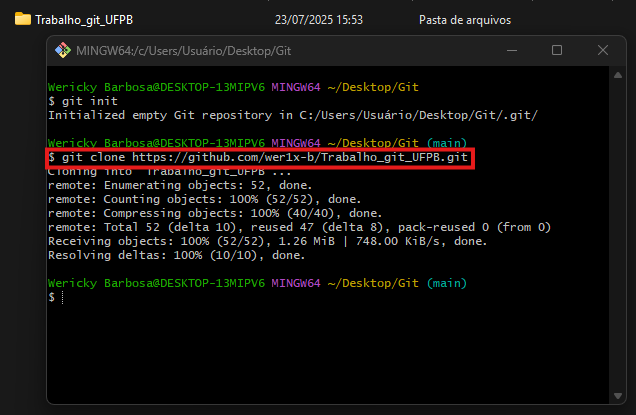 Trabalho_git_UFPB 23/07/2025 15:53 Pasta de arquivos
MINGW64:/c/Users/Usuário/Desktop/Git
Wericky Barbosa@DESKTOP-13MIPV6 MINGW64 ~/Desktop/Git
$ git init
Initialized empty Git repository in C:/Users/Usuário/Desktop/Git/.git/
Wericky Barbosa@DESKTOP-13MIPV6 MINGW64 ~/Desktop/Git (main)
$ git clone https://github.com/wer1x-b/Trabalho_git_UFPB.git
Cloning into 'Trabalho_git_UFPB'...
remote: Enumerating objects: 52, done.
remote: Counting objects: 100% (52/52), done.
remote: Compressing objects: 100% (40/40), done.
remote: Total 52 (delta 10), reused 47 (delta 8), pack-reused 0 (from 0)
Receiving objects: 100% (52/52), 1.26 MiB | 748.00 KiB/s, done.
Resolving deltas: 100% (10/10), done.
Wericky Barbosa@DESKTOP-13MIPV6 MINGW64 ~/Desktop/Git (main)
$